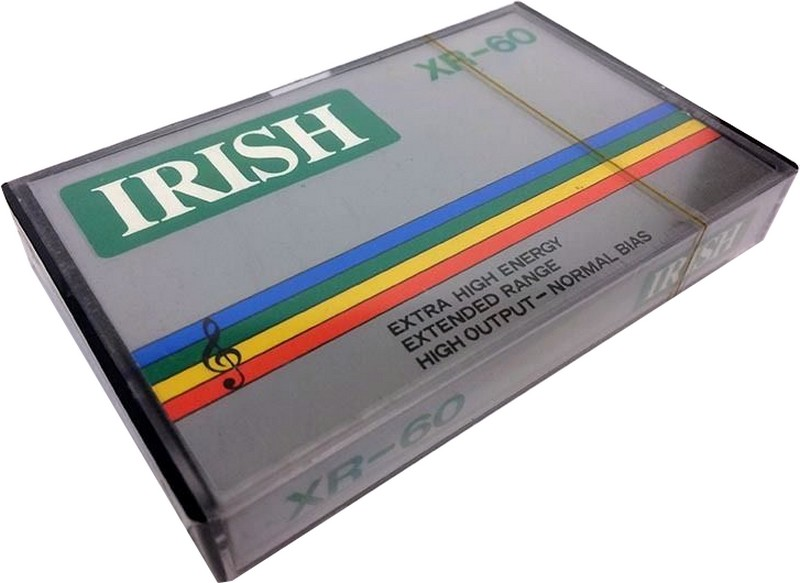 XR-60
IRISH
EXTRA HIGH ENERGY
EXTENDED RANGE
HIGH OUTPUT - NORMAL BIAS
IRISH
XR-60